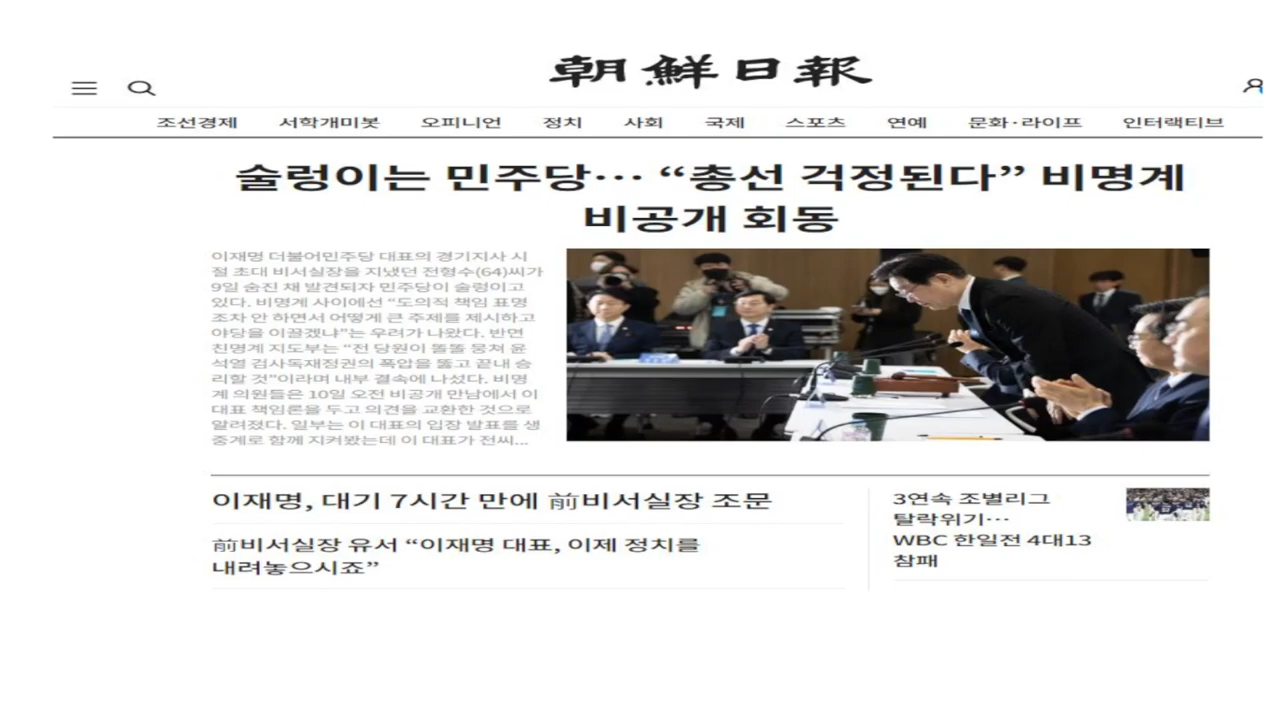 朝鮮日報
조선경제 서학개미봇 오피니언 정치 사회 국제 스포츠 연예 문화·라이프 인터랙티브
술렁이는 민주당… “총선 걱정된다” 비명계
비공개 회동
이재명 더불어민주당 대표의 경기지사 시
절 초대 비서실장을 지냈던 전형수(64)씨가
9일 숨진 채 발견되자 민주당이 술렁이고
있다. 비명계 사이에선 “도의적 책임 표명
조차 안 하면서 어떻게 큰 주제를 제시하고
야당을 이끌겠냐”는 우려가 나왔다. 반면
친명계 지도부는 “전 당원이 똘똘 뭉쳐 윤
석열 검사독재정권의 폭압을 뚫고 끝내 승
리할 것”이라며 내부 결속에 나섰다. 비명
계 의원들은 10일 오전 비공개 만남에서 이
대표 책임론을 두고 의견을 교환한 것으로
알려졌다. 일부는 이 대표의 입장 발표를 생
중계로 함께 지켜봤는데 이 대표가 전씨...
이재명, 대기 7시간 만에 前비서실장 조문
前비서실장 유서 “이재명 대표, 이제 정치를
내려놓으시죠”
3연속 조별리그
탈락위기…
WBC 한일전 4대13
참패